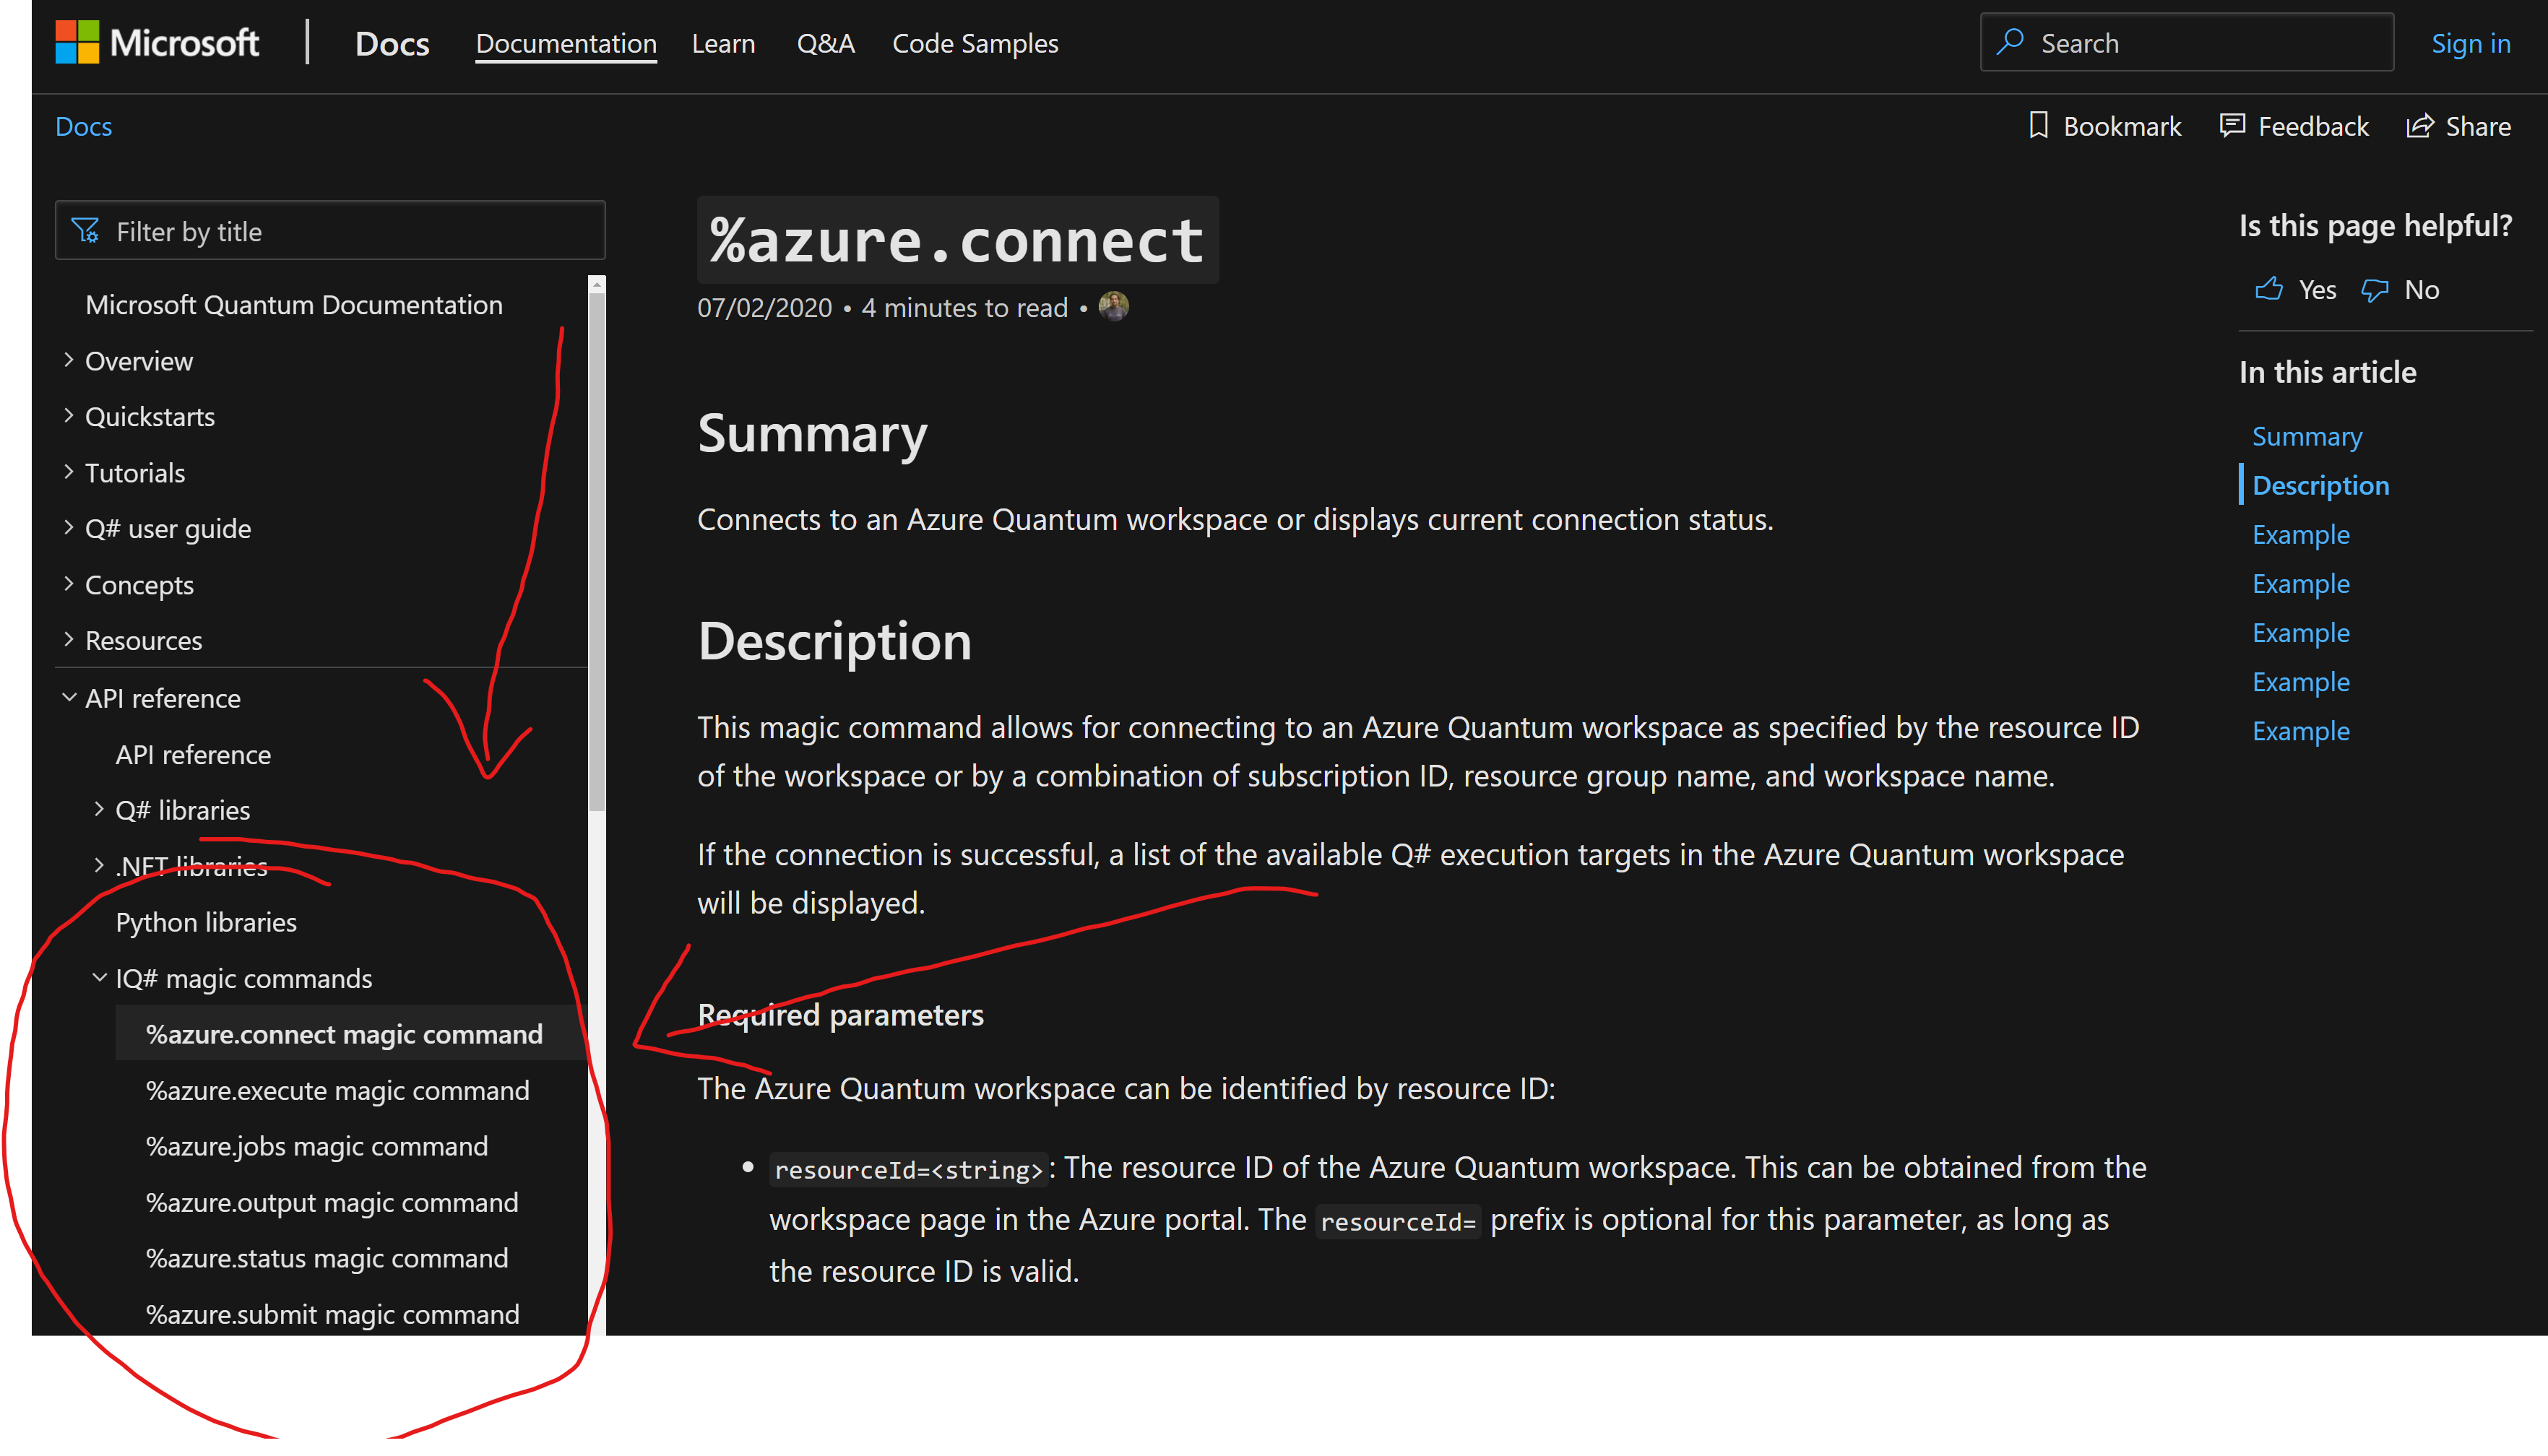 Microsoft
Docs
Documentation
Learn
Q&A
Code Samples
Search
Sign in
Docs
Bookmark
Feedback
Share
Filter by title
Microsoft Quantum Documentation
Overview
Quickstarts
Tutorials
Q# user guide
Concepts
Resources
API reference
API reference
Q# libraries
.NET libraries
Python libraries
IQ# magic commands
%azure.connect magic command
%azure.execute magic command
%azure.jobs magic command
%azure.output magic command
%azure.status magic command
%azure.submit magic command
%azure.connect
07/02/2020 • 4 minutes to read •
Summary
Connects to an Azure Quantum workspace or displays current connection status.
Description
This magic command allows for connecting to an Azure Quantum workspace as specified by the resource ID
of the workspace or by a combination of subscription ID, resource group name, and workspace name.
If the connection is successful, a list of the available Q# execution targets in the Azure Quantum workspace
will be displayed.
Required parameters
The Azure Quantum workspace can be identified by resource ID:
• resourceId=<string>: The resource ID of the Azure Quantum workspace. This can be obtained from the
workspace page in the Azure portal. The resourceId= prefix is optional for this parameter, as long as
the resource ID is valid.
Is this page helpful?
Yes
No
In this article
Summary
Description
Example
Example
Example
Example
Example